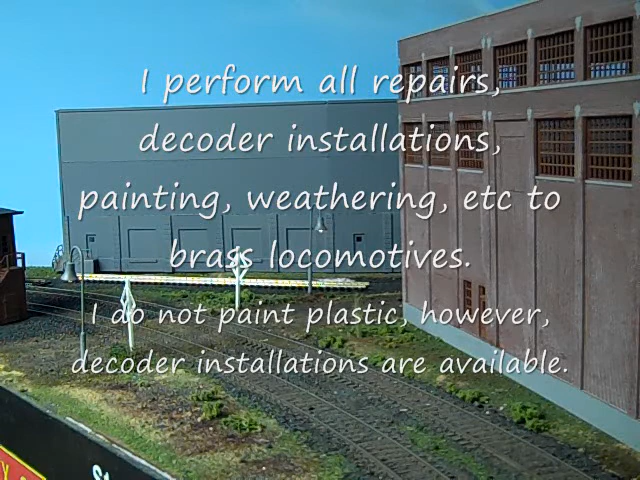 I perform all repairs,
decoder installations,
painting, weathering, etc to
brass locomotives.
I do not paint plastic, however,
decoder installations are available.